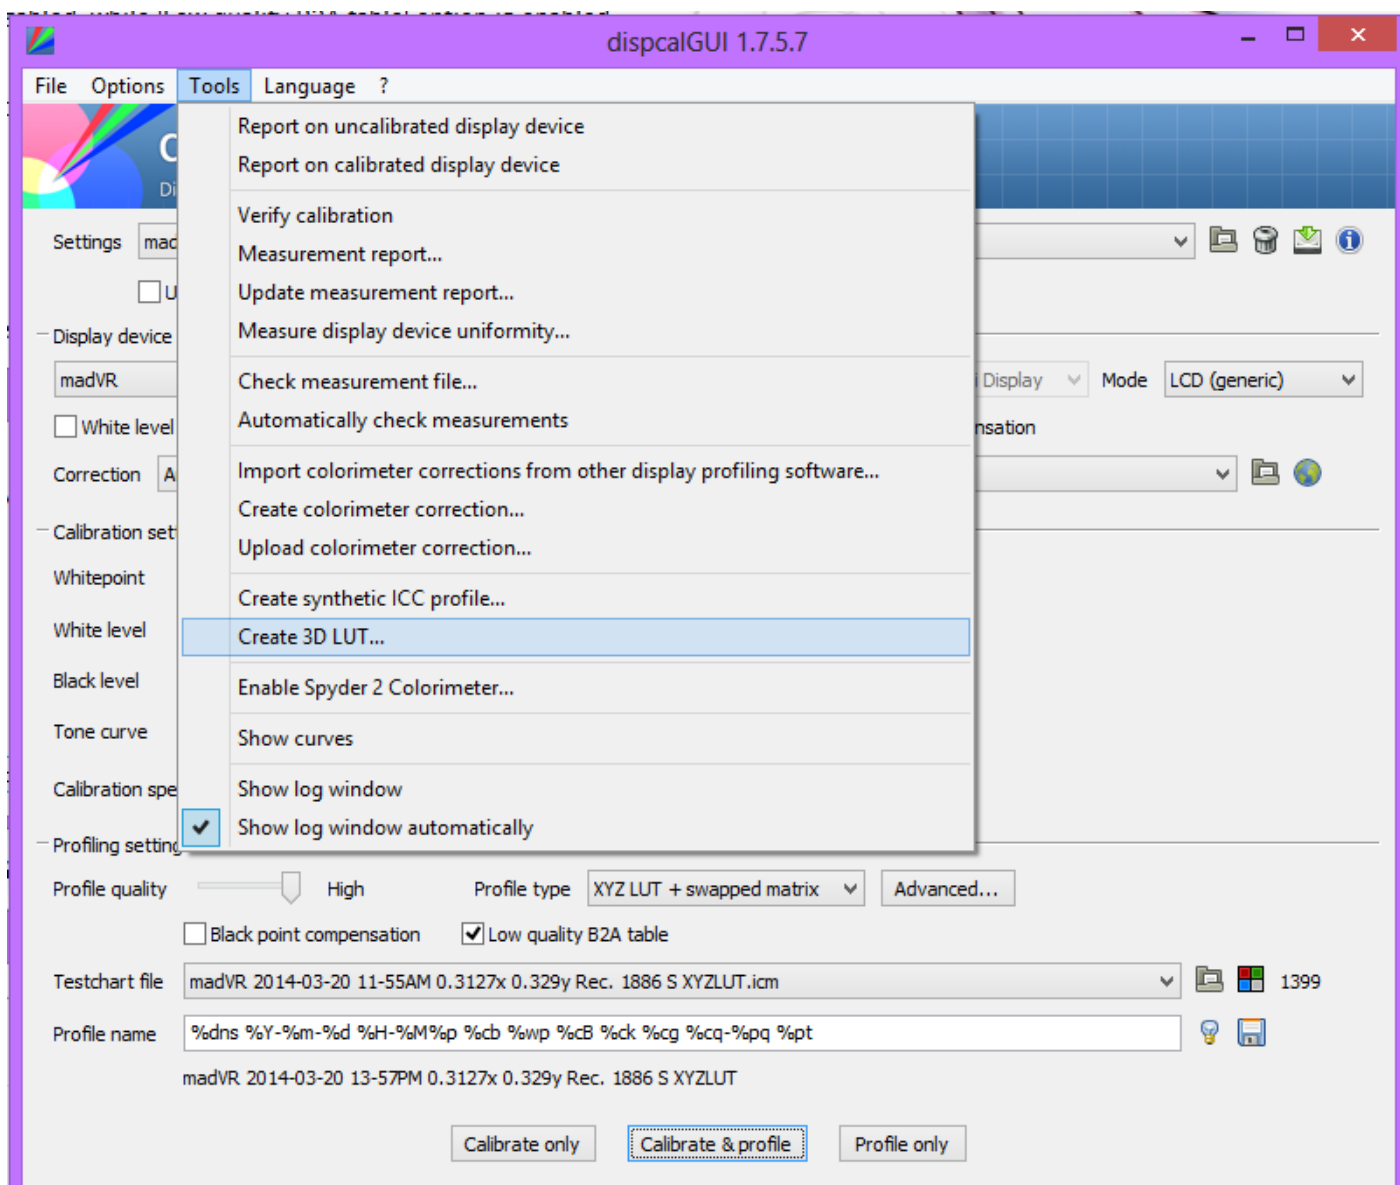 dispcalGUI 1.7.5.7
File Options Tools Language ?
Report on uncalibrated display device
Report on calibrated display device
Verify calibration
Measurement report...
Update measurement report...
Measure display device uniformity...
Check measurement file...
Automatically check measurements
Import colorimeter corrections from other display profiling software...
Create colorimeter correction...
Upload colorimeter correction...
Create synthetic ICC profile...
Create 3D LUT...
Enable Spyder 2 Colorimeter...
Show curves
Show log window
Show log window automatically
Settings
Display device
madVR
Display Mode LCD (generic)
White level
Correction
Calibration
Whitepoint
White level
Black level
Tone curve
Calibration
Profiling
Profile quality High Profile type XYZ LUT + swapped matrix Advanced...
Black point compensation Low quality B2A table
Testchart file madVR 2014-03-20 11-55AM 0.3127x 0.329y Rec. 1886 S XYZLUT.icm 1399
Profile name %dns %Y-%m-%d %H-%M%p %cb %wp %cB %ck %cg %cq-%pq %pt
madVR 2014-03-20 13-57PM 0.3127x 0.329y Rec. 1886 S XYZLUT
Calibrate only Calibrate & profile Profile only